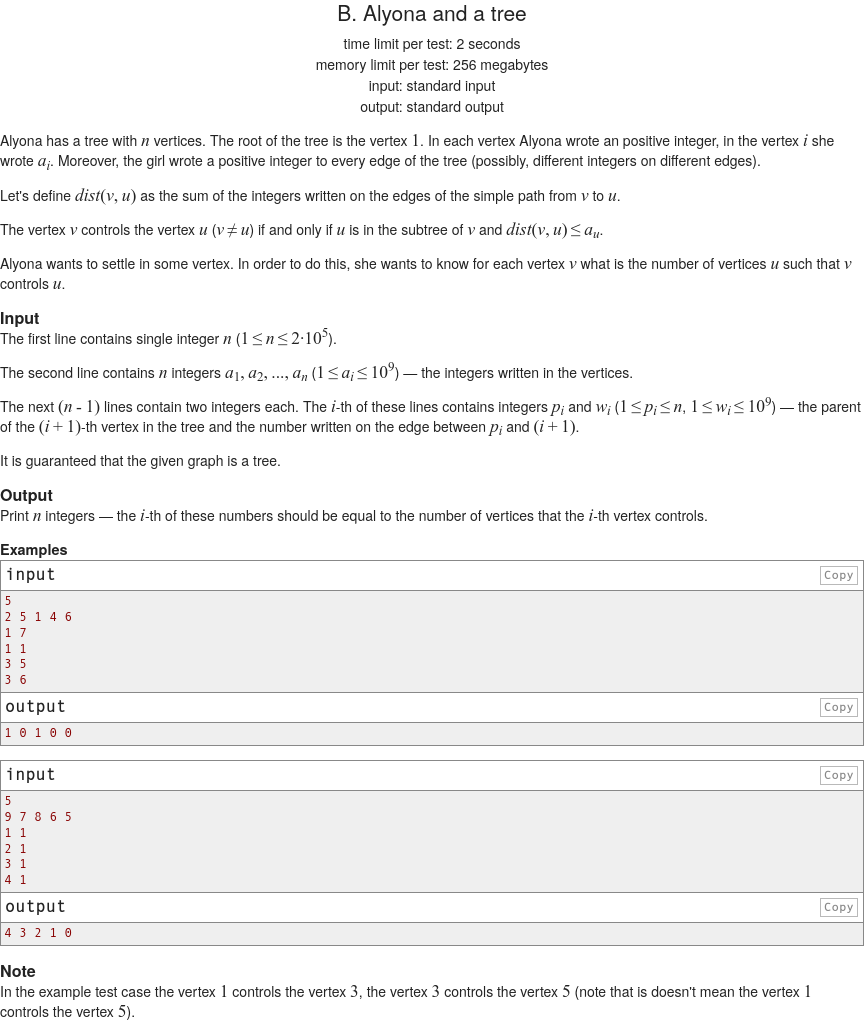 B. Alyona and a tree
time limit per test: 2 seconds
memory limit per test: 256 megabytes
input: standard input
output: standard output
Alyona has a tree with n vertices. The root of the tree is the vertex 1. In each vertex Alyona wrote an positive integer, in the vertex i she
wrote a_i. Moreover, the girl wrote a positive integer to every edge of the tree (possibly, different integers on different edges).
Let's define dist(v, u) as the sum of the integers written on the edges of the simple path from v to u.
The vertex v controls the vertex u (v ≠ u) if and only if u is in the subtree of v and dist(v, u) ≤ a_u.
Alyona wants to settle in some vertex. In order to do this, she wants to know for each vertex v what is the number of vertices u such that v
controls u.
Input
The first line contains single integer n (1 ≤ n ≤ 2·10^5).
The second line contains n integers a_1, a_2, ..., a_n (1 ≤ a_i ≤ 10^9) — the integers written in the vertices.
The next (n - 1) lines contain two integers each. The i-th of these lines contains integers p_i and w_i (1 ≤ p_i ≤ n, 1 ≤ w_i ≤ 10^9) — the parent
of the (i + 1)-th vertex in the tree and the number written on the edge between p_i and (i + 1).
It is guaranteed that the given graph is a tree.
Output
Print n integers — the i-th of these numbers should be equal to the number of vertices that the i-th vertex controls.
Examples
input Copy
5
2 5 1 4 6
1 7
1 1
3 5
3 6
output Copy
1 0 1 0 0
input Copy
5
9 7 8 6 5
1 1
2 1
3 1
4 1
output Copy
4 3 2 1 0
Note
In the example test case the vertex 1 controls the vertex 3, the vertex 3 controls the vertex 5 (note that is doesn't mean the vertex 1
controls the vertex 5).